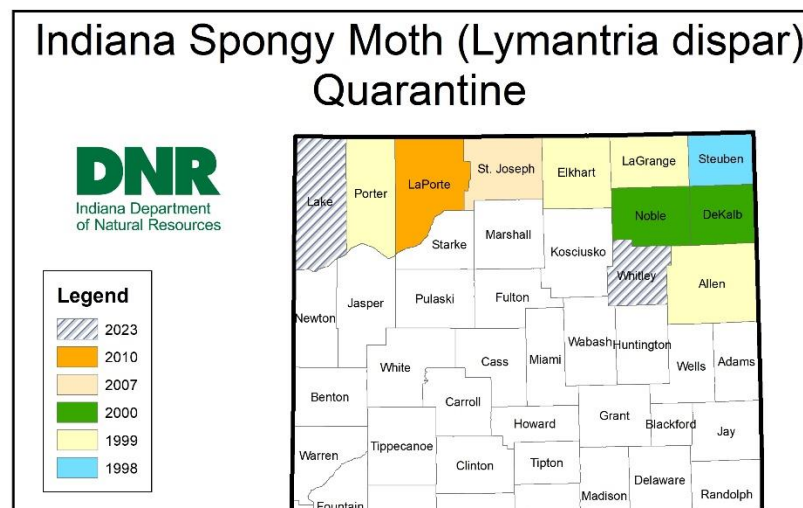 Indiana Spongy Moth (Lymantria dispar)
Quarantine
DNR
Indiana Department
of Natural Resources
Legend
2023
2010
2007
2000
1999
1998
Lake
Porter
LaPorte
St. Joseph
Elkhart
LaGrange
Steuben
Noble
DeKalb
Starke
Marshall
Kosciusko
Whitley
Allen
Newton
Jasper
Pulaski
Fulton
White
Cass
Miami
Wabash
Huntington
Wells
Adams
Benton
Carroll
Howard
Grant
Blackford
Jay
Warren
Tippecanoe
Clinton
Tipton
Madison
Delaware
Randolph
Fountain